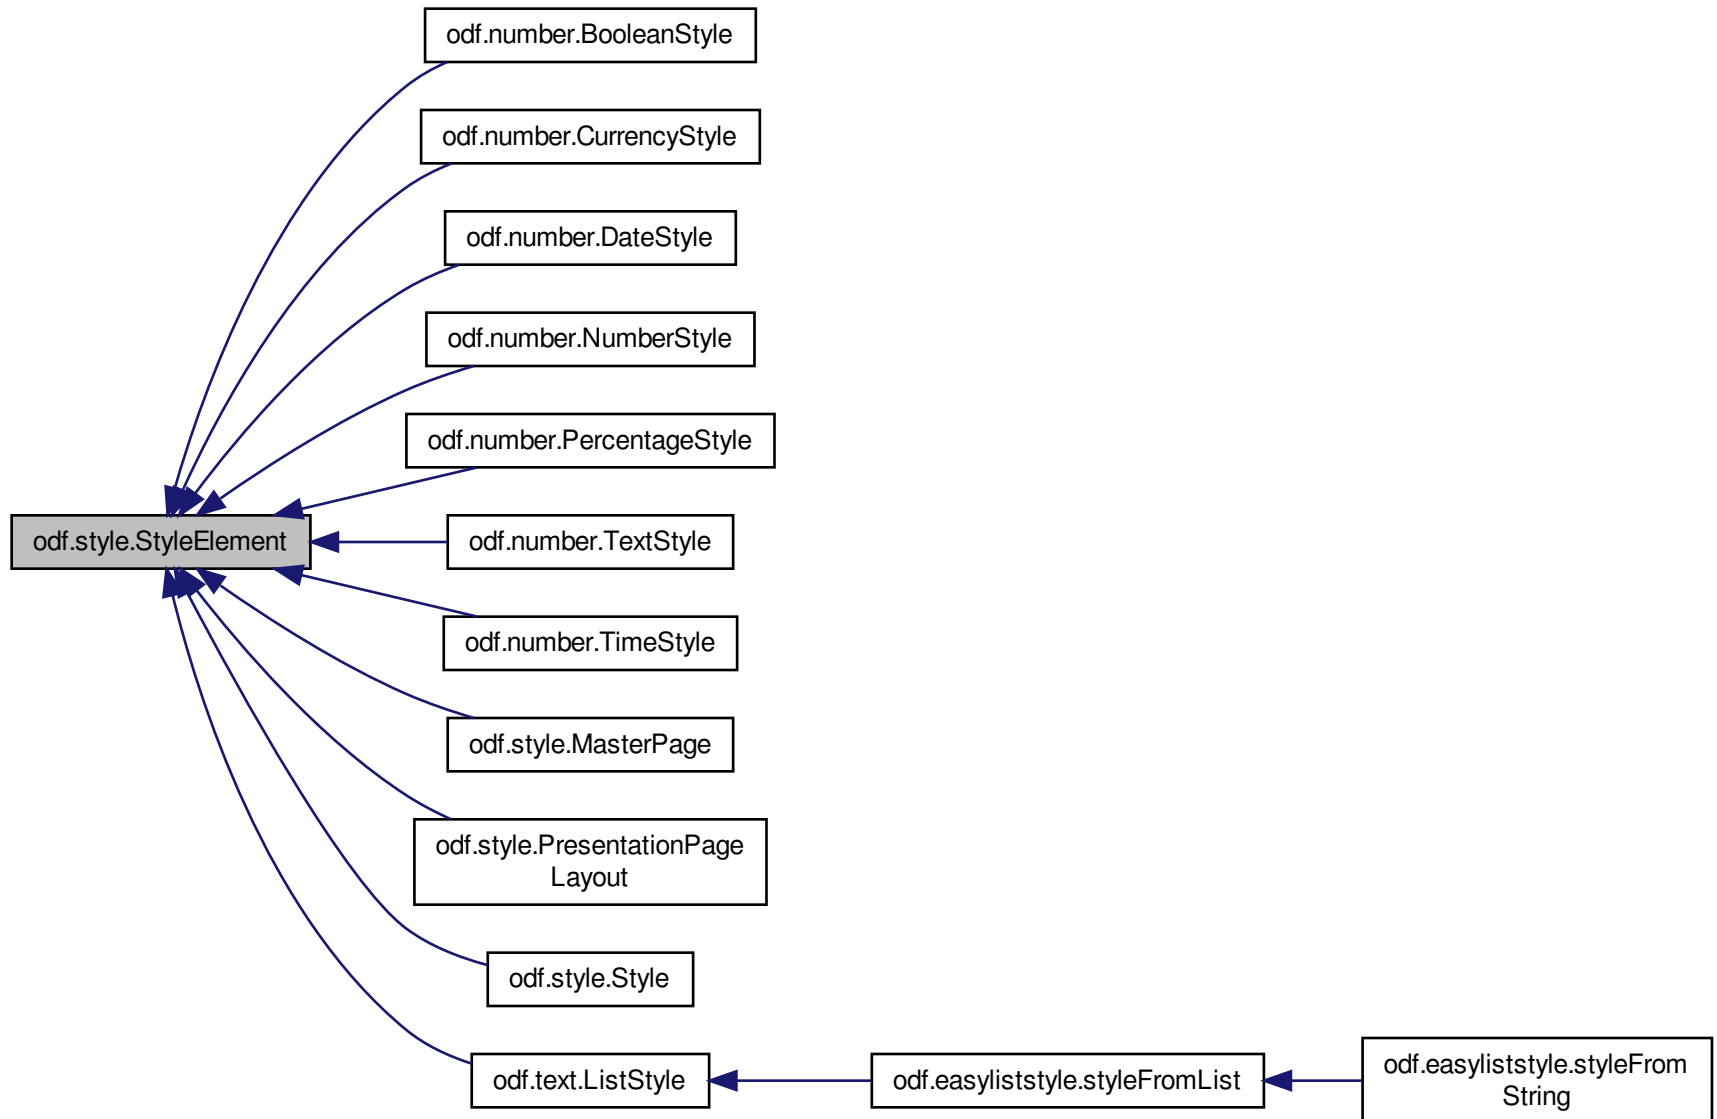 odf.number.BooleanStyle
odf.number.CurrencyStyle
odf.number.DateStyle
odf.number.NumberStyle
odf.number.PercentageStyle
odf.style.StyleElement
odf.number.TextStyle
odf.number.TimeStyle
odf.style.MasterPage
odf.style.PresentationPage
Layout
odf.style.Style
odf.text.ListStyle
odf.easyliststyle.styleFromList
odf.easyliststyle.styleFrom
String